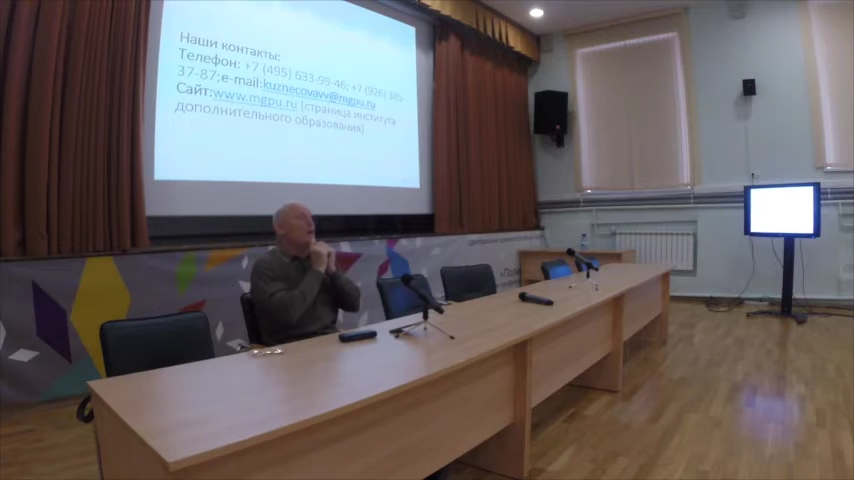 Наши контакты:
Телефон: +7 (495) 633-99-46; +7 (926) 385-
37-87;e-mail:kuznecovavv@mgpu.ru
Сайт:www.mgpu.ru (страница института
дополнительного образования)